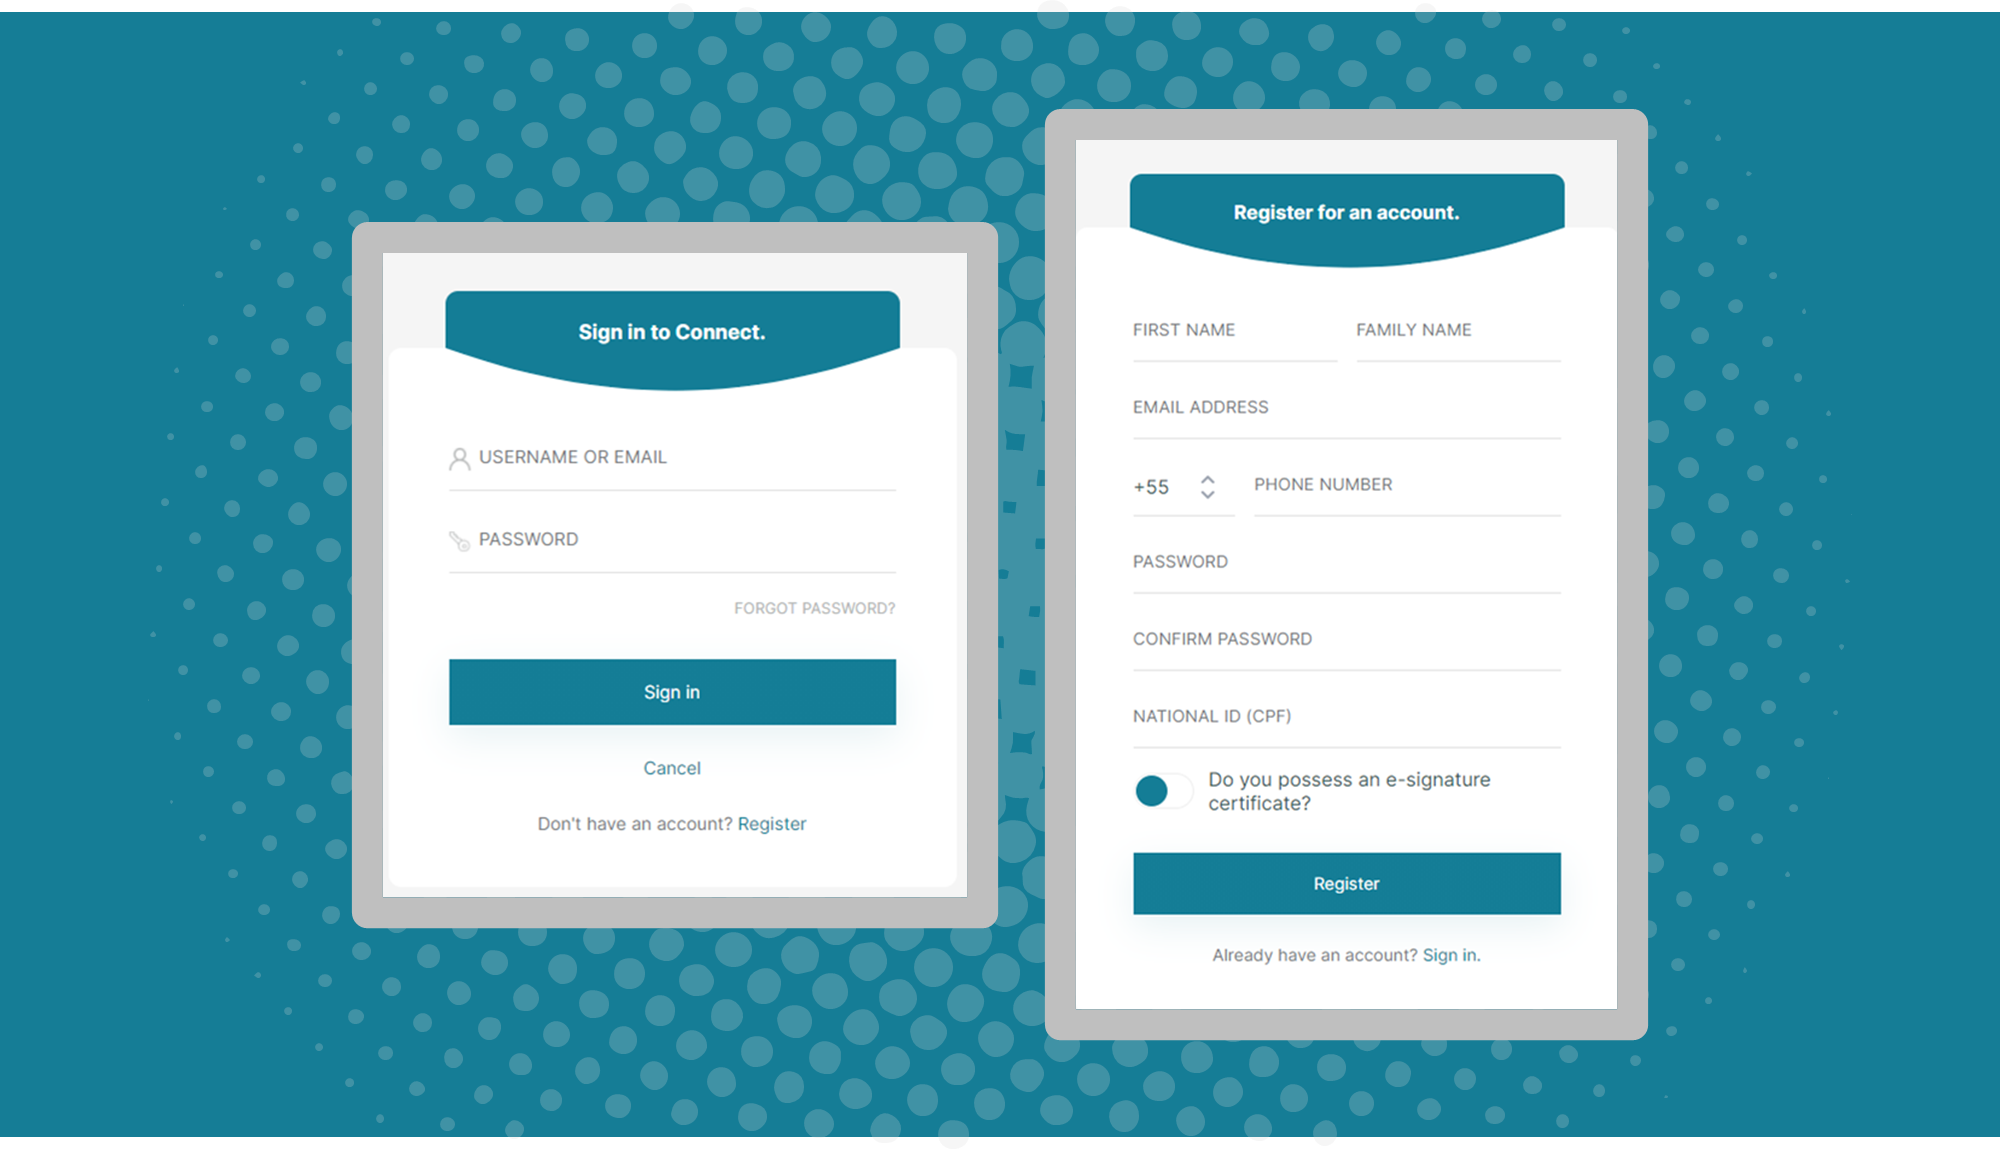 Sign in to Connect.
USERNAME OR EMAIL
PASSWORD
FORGOT PASSWORD?
Sign in
Cancel
Don't have an account? Register
Register for an account.
FIRST NAME FAMILY NAME
EMAIL ADDRESS
+55 PHONE NUMBER
PASSWORD
CONFIRM PASSWORD
NATIONAL ID (CPF)
Do you possess an e-signature
certificate?
Register
Already have an account? Sign in.